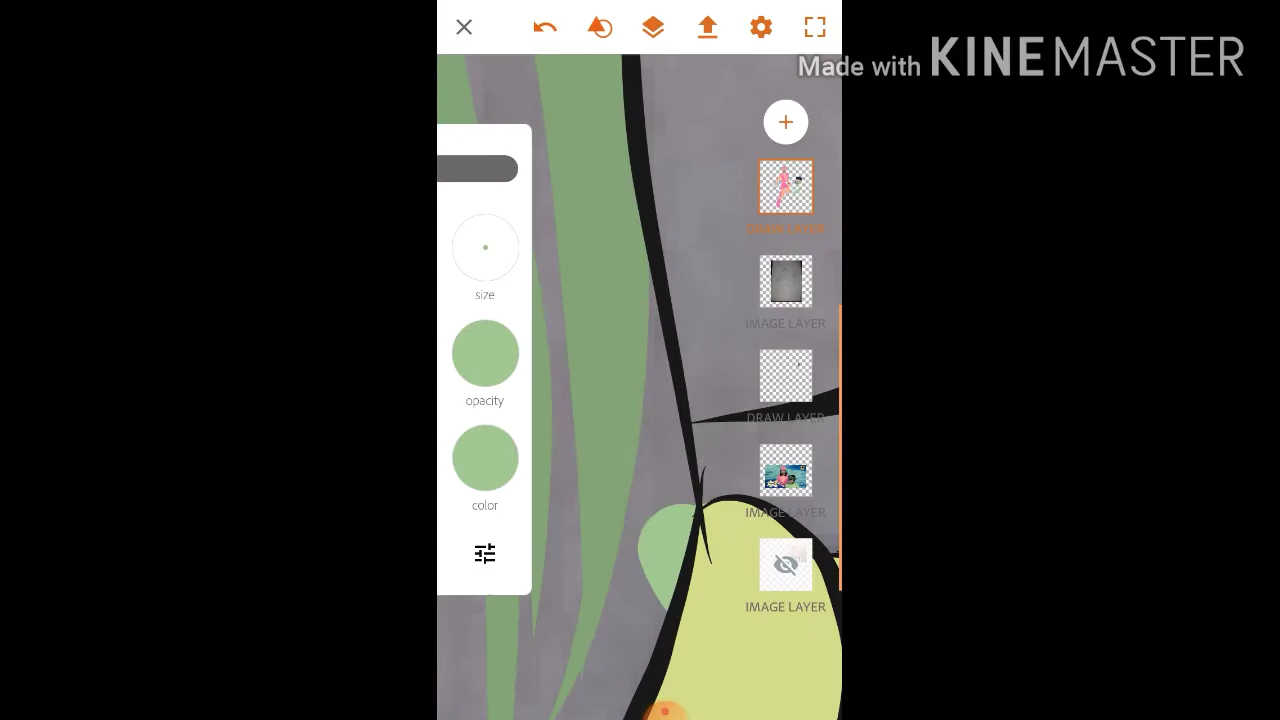 Made with KINEMASTER
size
opacity
color
IMAGE LAYER
DRAW LAYER
IMAGE LAYER
IMAGE LAYER